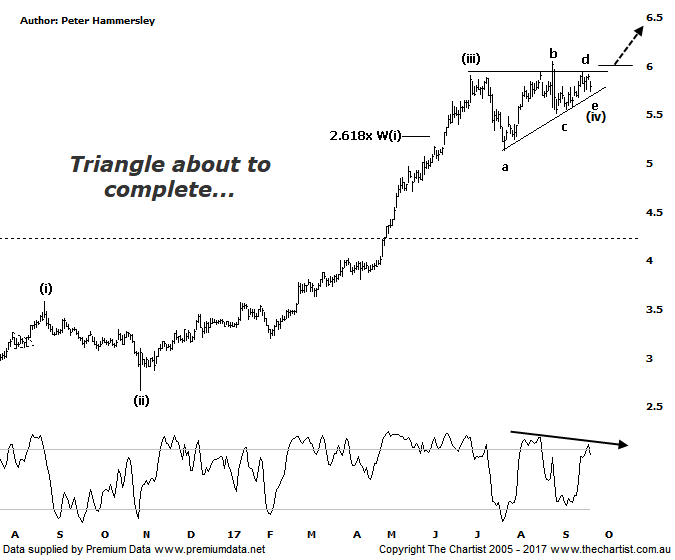 Author: Peter Hammersley
6.5
(iii)
b
d
6
e
(iv)
5.5
c
2.618x W(i)
a
5
Triangle about to
complete...
4.5
4
(i)
3.5
3
(ii)
2.5
A S O N D 17 F M A M J J A S O
Data supplied by Premium Data www.premiumdata.net Copyright The Chartist 2005 - 2017 www.thechartist.com.au